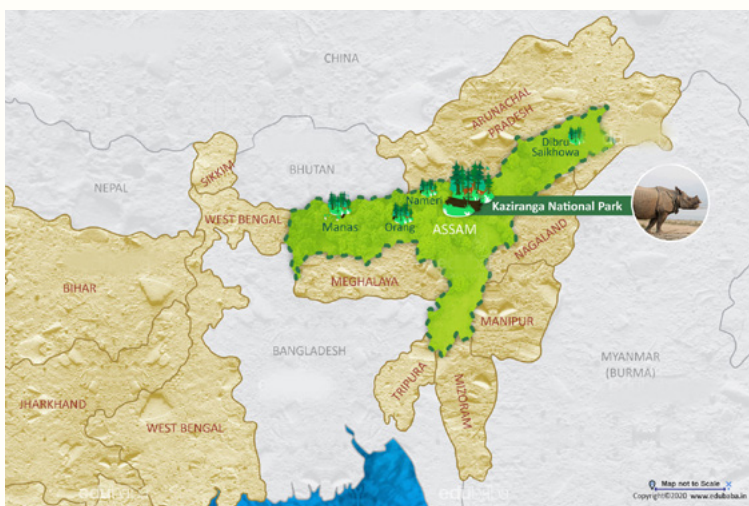 CHINA
ARUNACHAL
PRADESH
Dibru
Saikhowa
SIKKIM
BHUTAN
NEPAL
Nameri
Kaziranga National Park
WEST BENGAL
Manas
Orang
ASSAM
NAGALAND
MEGHALAYA
BIHAR
MANIPUR
BANGLADESH
MYANMAR
(BURMA)
TRIPURA
MIZORAM
JHARKHAND
WEST BENGAL
Map not to Scale
Copyright©2020 www.edubaba.in